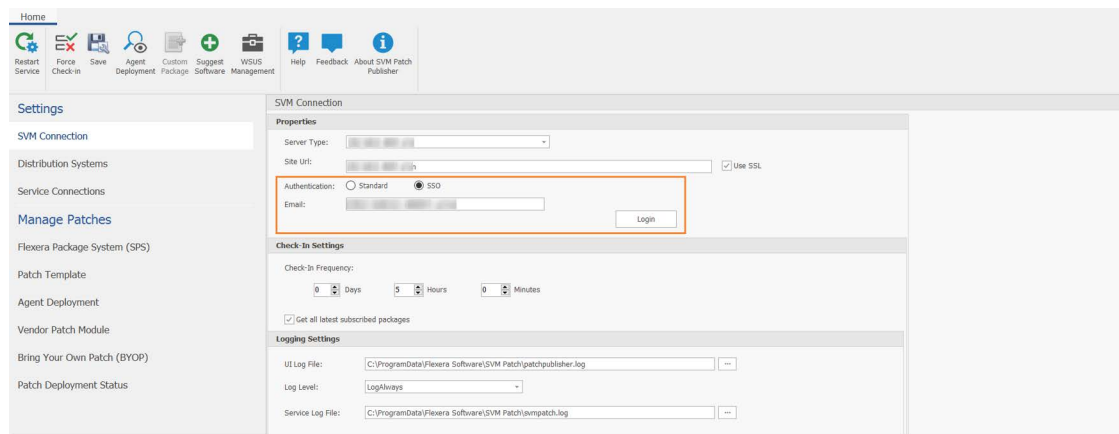 Home
Restart Service
Force Check-in
Save
Agent Deployment
Custom Package
Suggest Software
WSUS Management
Help
Feedback
About SVM Patch Publisher
Settings
SVM Connection
Distribution Systems
Service Connections
Manage Patches
Flexera Package System (SPS)
Patch Template
Agent Deployment
Vendor Patch Module
Bring Your Own Patch (BYOP)
Patch Deployment Status
SVM Connection
Properties
Server Type:
Site Url:
Use SSL
Authentication: Standard SSO
Email:
Login
Check-In Settings
Check-In Frequency:
0 Days 5 Hours 0 Minutes
Get all latest subscribed packages
Logging Settings
UI Log File: C:\ProgramData\Flexera Software\SVM Patch\patchpublisher.log ...
Log Level: LogAlways
Service Log File: C:\ProgramData\Flexera Software\SVM Patch\svmpatch.log ...